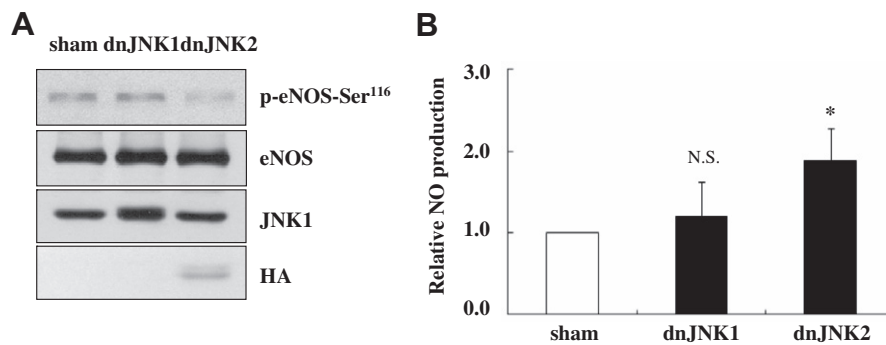 A
sham dnJNK1dnJNK2
p-eNOS-Ser116
eNOS
JNK1
HA
B
Relative NO production
3.0
2.0
1.0
0.0
N.S.
*
sham
dnJNK1
dnJNK2